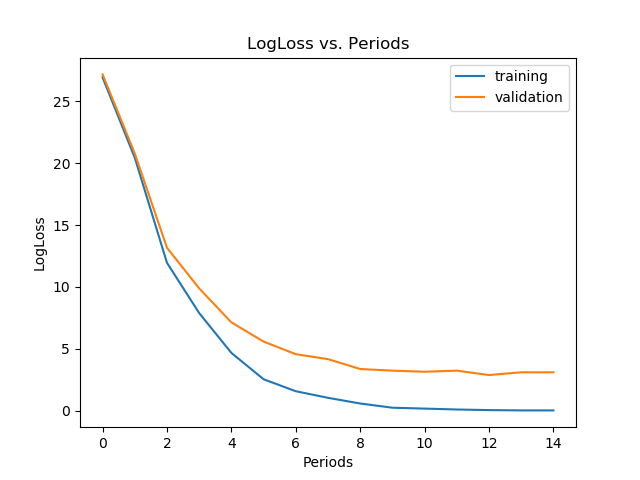 LogLoss vs. Periods
training
validation
LogLoss
25
20
15
10
5
0
0 2 4 6 8 10 12 14
Periods